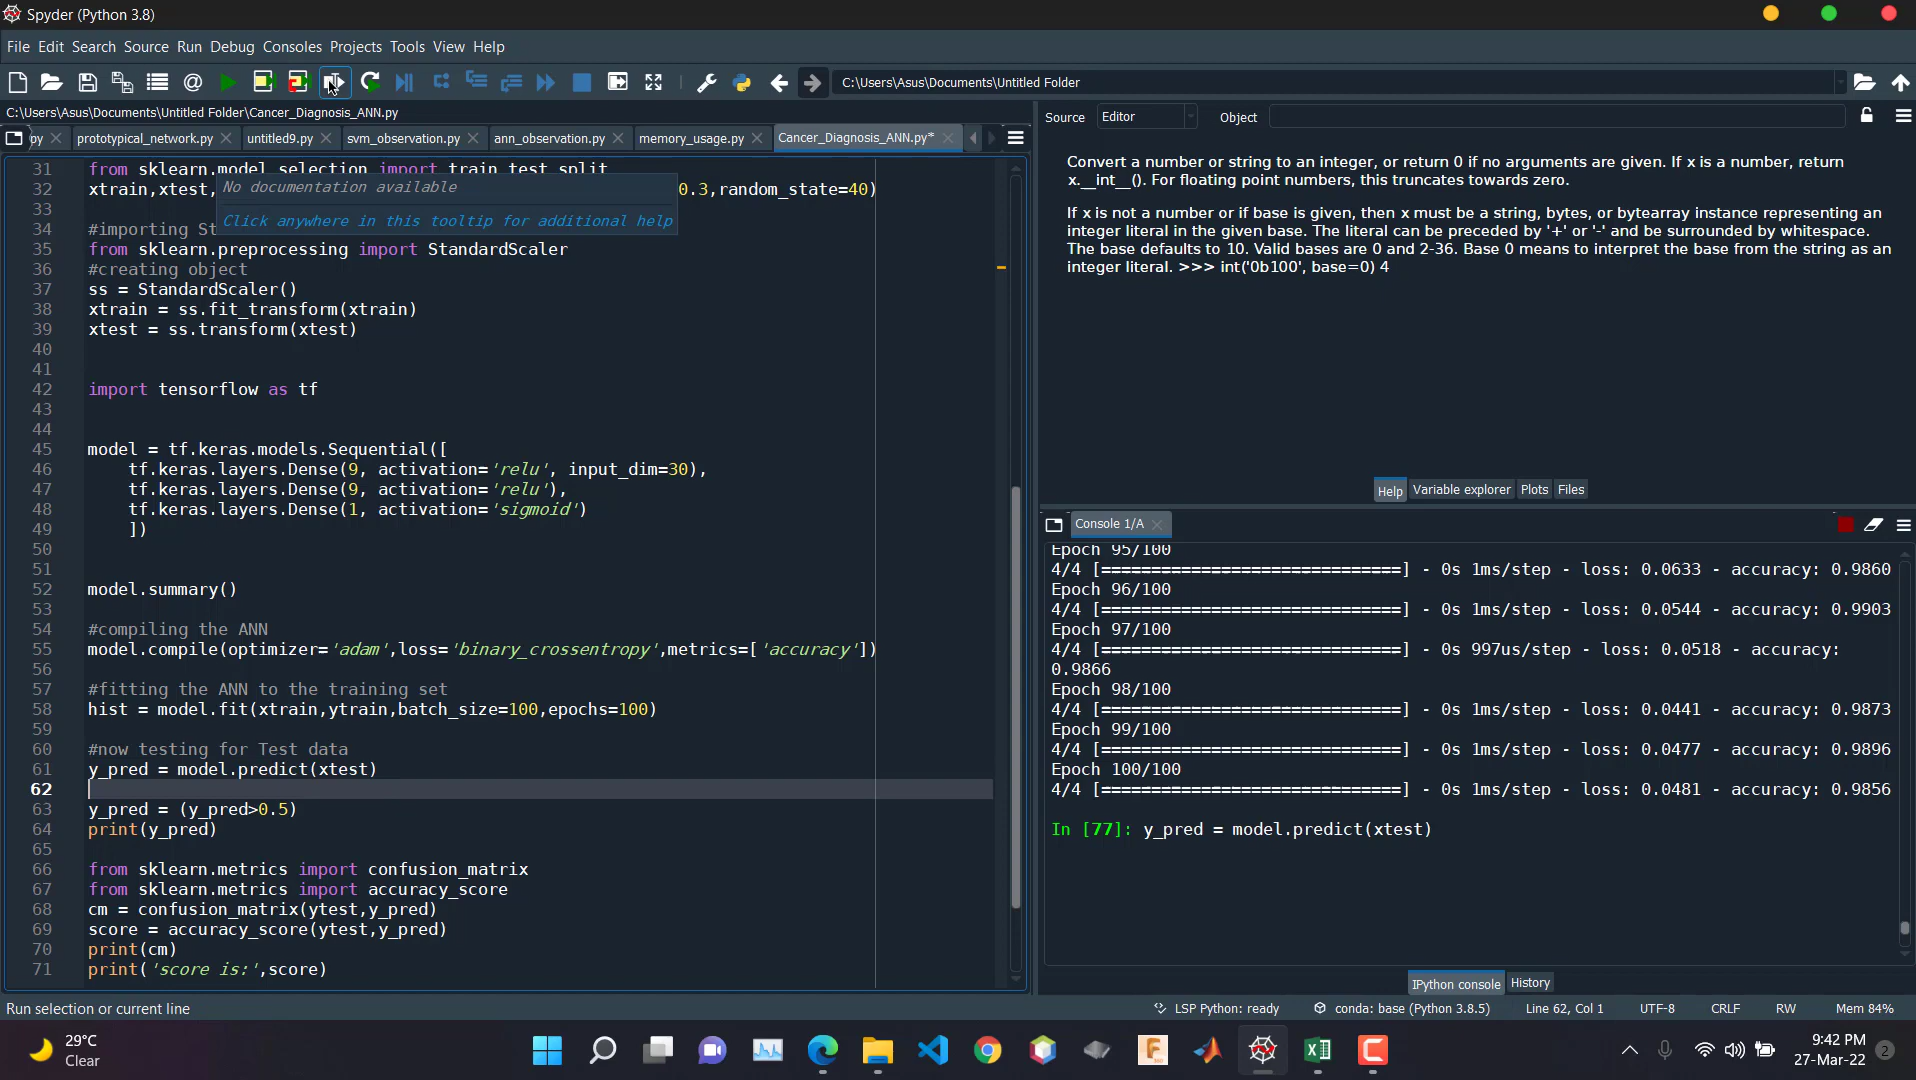 Spyder (Python 3.8)
File Edit Search Source Run Debug Consoles Projects Tools View Help
C:\Users\Asus\Documents\Untitled Folder
C:\Users\Asus\Documents\Untitled Folder\Cancer_Diagnosis_ANN.py
py prototypical_network.py untitled9.py svm_observation.py ann_observation.py memory_usage.py Cancer_Diagnosis_ANN.py*
31 from sklearn.model_selection import train_test_split
32 xtrain,xtest, 0.3,random_state=40)
No documentation available
Click anywhere in this tooltip for additional help
33
34 #importing St
35 from sklearn.preprocessing import StandardScaler
36 #creating object
37 ss = StandardScaler()
38 xtrain = ss.fit_transform(xtrain)
39 xtest = ss.transform(xtest)
40
41
42 import tensorflow as tf
43
44
45 model = tf.keras.models.Sequential([
46 tf.keras.layers.Dense(9, activation='relu', input_dim=30),
47 tf.keras.layers.Dense(9, activation='relu'),
48 tf.keras.layers.Dense(1, activation='sigmoid')
49 ])
50
51
52 model.summary()
53
54 #compiling the ANN
55 model.compile(optimizer='adam',loss='binary_crossentropy',metrics=['accuracy'])
56
57 #fitting the ANN to the training set
58 hist = model.fit(xtrain,ytrain,batch_size=100,epochs=100)
59
60 #now testing for Test data
61 y_pred = model.predict(xtest)
62
63 y_pred = (y_pred>0.5)
64 print(y_pred)
65
66 from sklearn.metrics import confusion_matrix
67 from sklearn.metrics import accuracy_score
68 cm = confusion_matrix(ytest,y_pred)
69 score = accuracy_score(ytest,y_pred)
70 print(cm)
71 print('score is:',score)
Source Editor Object
Convert a number or string to an integer, or return 0 if no arguments are given. If x is a number, return
x.__int__(). For floating point numbers, this truncates towards zero.
If x is not a number or if base is given, then x must be a string, bytes, or bytearray instance representing an
integer literal in the given base. The literal can be preceded by '+' or '-' and be surrounded by whitespace.
The base defaults to 10. Valid bases are 0 and 2-36. Base 0 means to interpret the base from the string as an
integer literal. >>> int('0b100', base=0) 4
Help Variable explorer Plots Files
Console 1/A
Epoch 95/100
4/4 [==============================] - 0s 1ms/step - loss: 0.0633 - accuracy: 0.9860
Epoch 96/100
4/4 [==============================] - 0s 1ms/step - loss: 0.0544 - accuracy: 0.9903
Epoch 97/100
4/4 [==============================] - 0s 997us/step - loss: 0.0518 - accuracy:
0.9866
Epoch 98/100
4/4 [==============================] - 0s 1ms/step - loss: 0.0441 - accuracy: 0.9873
Epoch 99/100
4/4 [==============================] - 0s 1ms/step - loss: 0.0477 - accuracy: 0.9896
Epoch 100/100
4/4 [==============================] - 0s 1ms/step - loss: 0.0481 - accuracy: 0.9856
In [77]: y_pred = model.predict(xtest)
IPython console History
Run selection or current line LSP Python: ready conda: base (Python 3.8.5) Line 62, Col 1 UTF-8 CRLF RW Mem 84%
29°C
Clear
9:42 PM
27-Mar-22
2